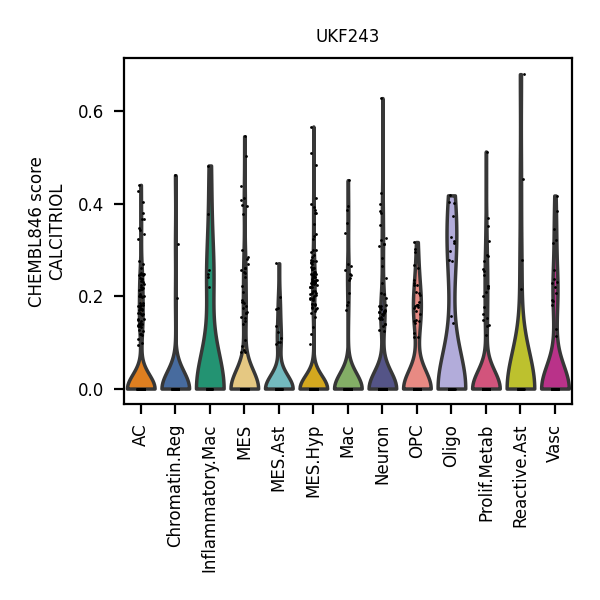 UKF243
CHEMBL846 score
CALCITRIOL
0.6
0.4
0.2
0.0
AC
Chromatin.Reg
Inflammatory.Mac
MES
MES.Ast
MES.Hyp
Mac
Neuron
OPC
Oligo
Prolif.Metab
Reactive.Ast
Vasc